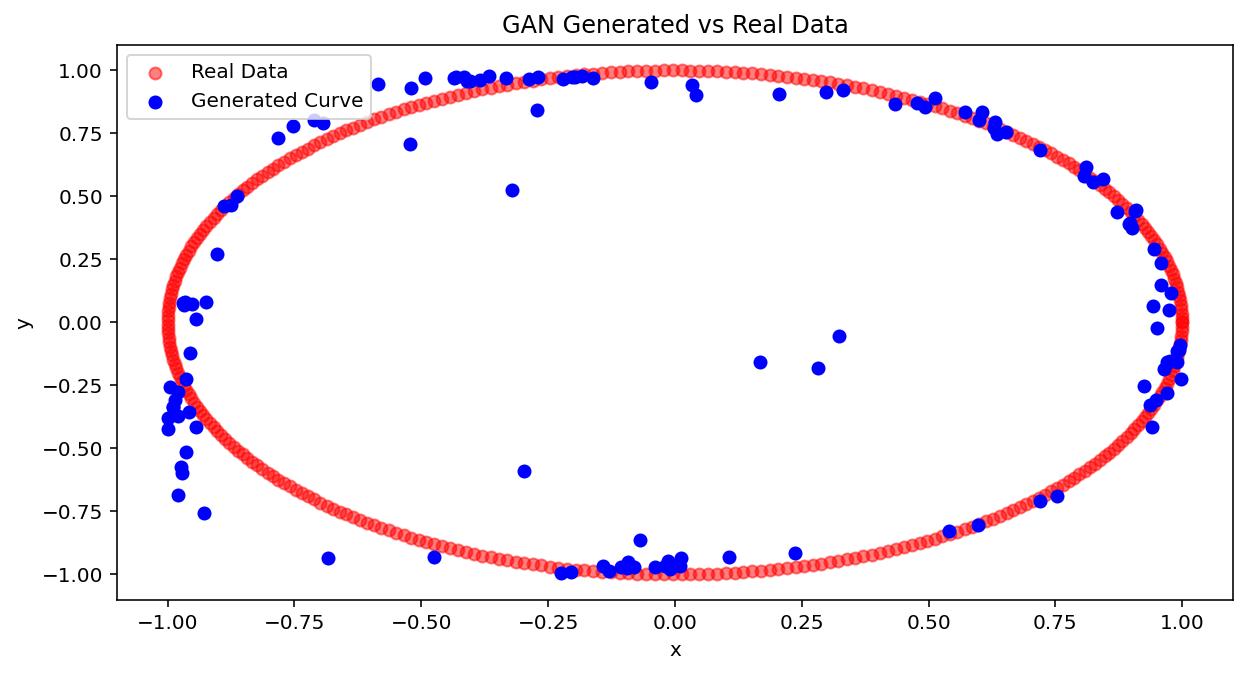 GAN Generated vs Real Data
Real Data
Generated Curve
1.00
0.75
0.50
0.25
0.00
−0.25
−0.50
−0.75
−1.00
y
−1.00 −0.75 −0.50 −0.25 0.00 0.25 0.50 0.75 1.00
x